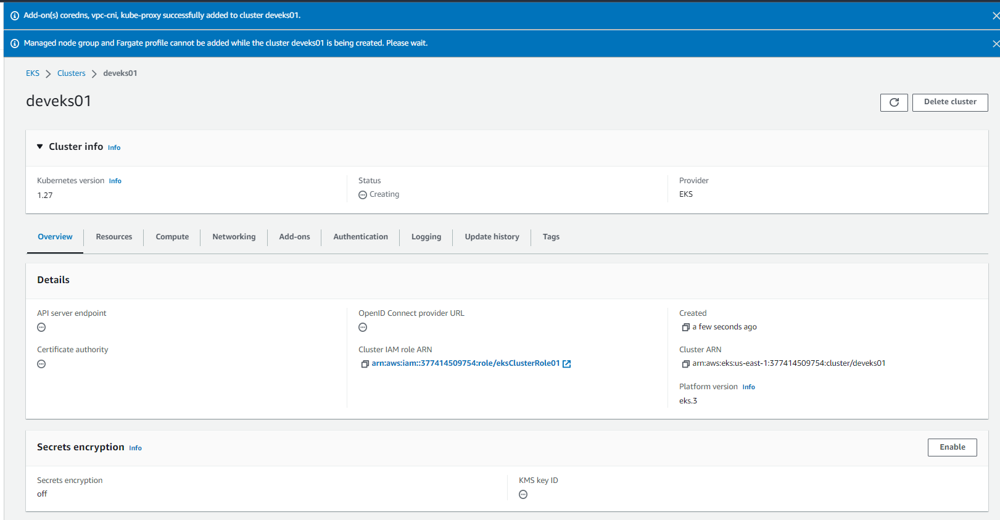 Add-on(s) coredns, vpc-cni, kube-proxy successfully added to cluster deveks01.
Managed node group and Fargate profile cannot be added while the cluster deveks01 is being created. Please wait.
EKS Clusters deveks01
deveks01
Delete cluster
Cluster info Info
Kubernetes version Info
1.27
Status
Creating
Provider
EKS
Overview Resources Compute Networking Add-ons Authentication Logging Update history Tags
Details
API server endpoint
Certificate authority
OpenID Connect provider URL
Cluster IAM role ARN
arn:aws:iam::377414509754:role/eksClusterRole01
Created
a few seconds ago
Cluster ARN
arn:aws:eks:us-east-1:377414509754:cluster/deveks01
Platform version Info
eks.3
Secrets encryption Info
Enable
Secrets encryption
off
KMS key ID